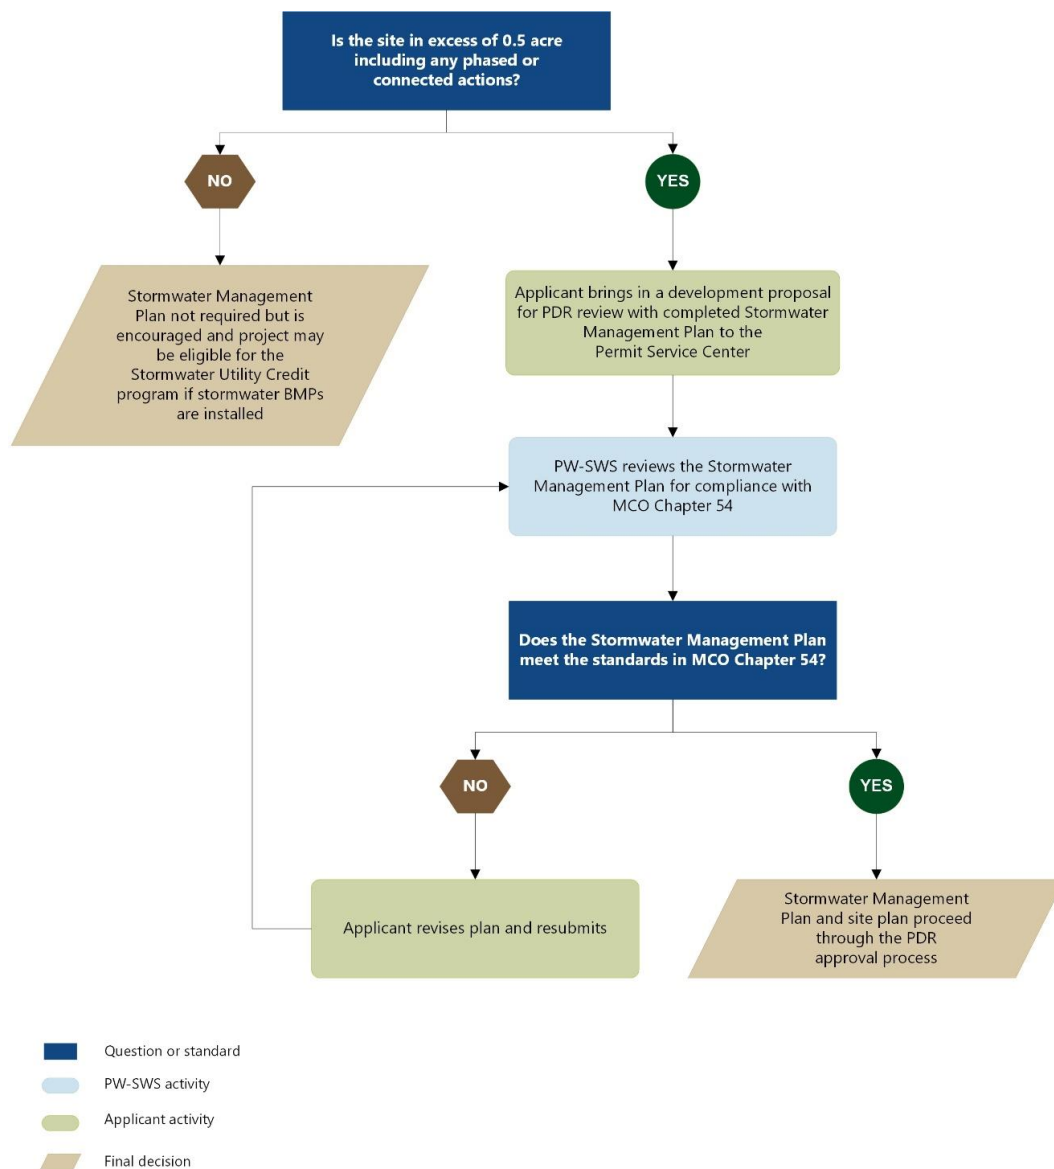 Is the site in excess of 0.5 acre
including any phased or
connected actions?
NO
YES
Stormwater Management
Plan not required but is
encouraged and project may
be eligible for the
Stormwater Utility Credit
program if stormwater BMPs
are installed
Applicant brings in a development proposal
for PDR review with completed Stormwater
Management Plan to the
Permit Service Center
PW-SWS reviews the Stormwater
Management Plan for compliance with
MCO Chapter 54
Does the Stormwater Management Plan
meet the standards in MCO Chapter 54?
NO
YES
Applicant revises plan and resubmits
Stormwater Management
Plan and site plan proceed
through the PDR
approval process
Question or standard
PW-SWS activity
Applicant activity
Final decision